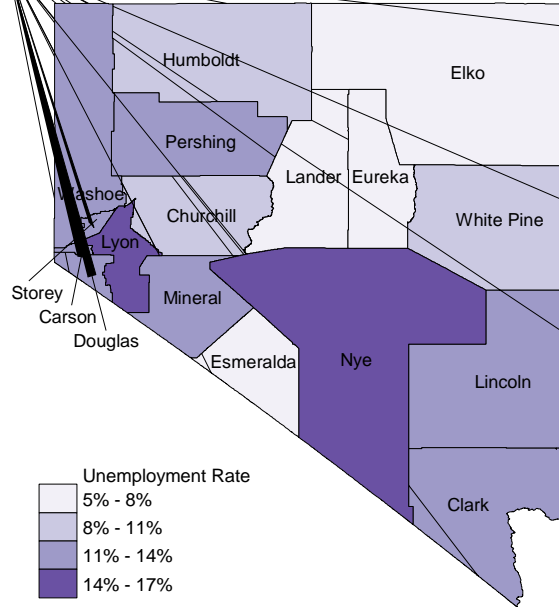 Humboldt
Elko
Pershing
Lander
Eureka
Washoe
Churchill
White Pine
Lyon
Storey
Mineral
Carson
Douglas
Esmeralda
Nye
Lincoln
Clark
Unemployment Rate
5% - 8%
8% - 11%
11% - 14%
14% - 17%